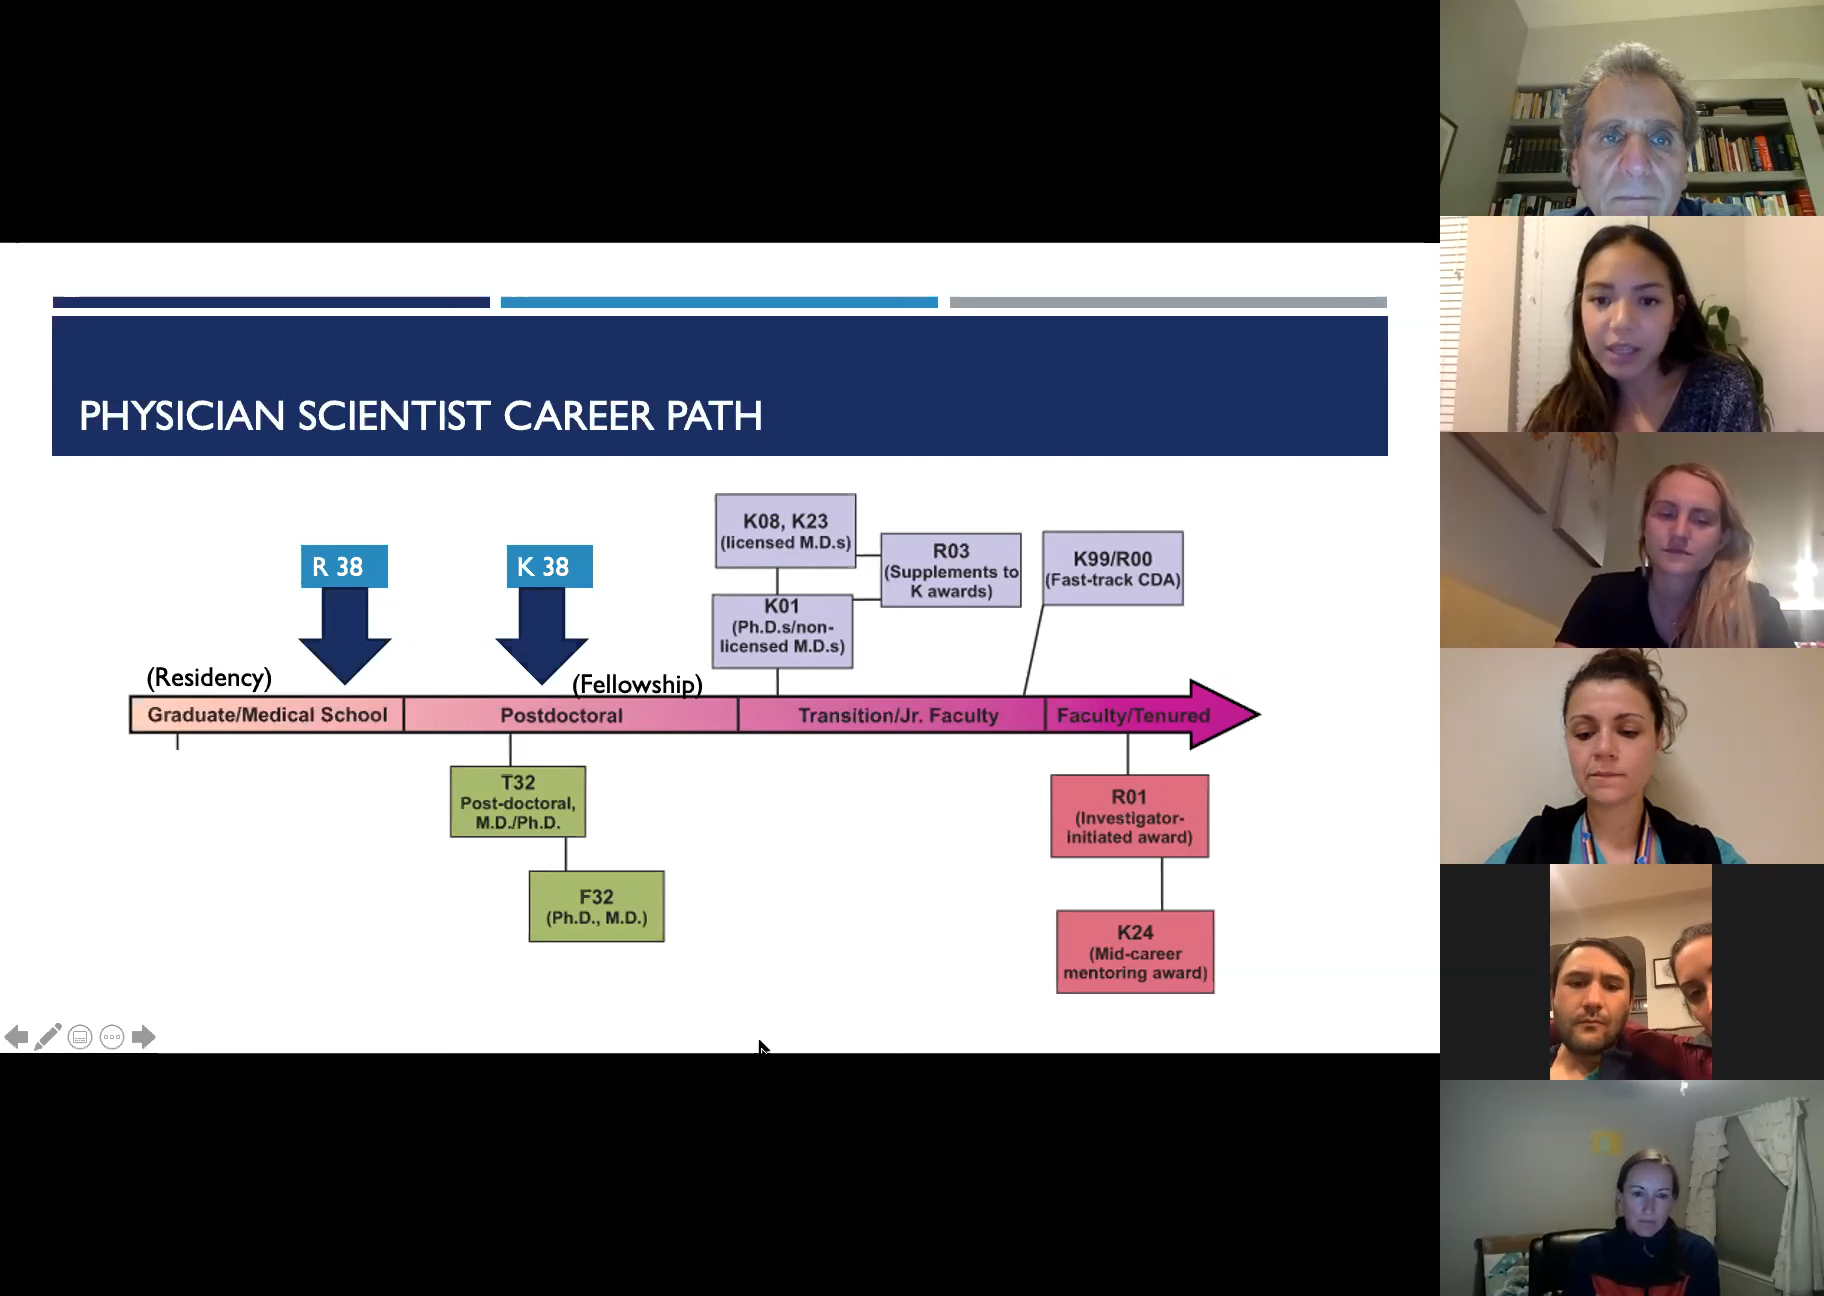 PHYSICIAN SCIENTIST CAREER PATH
R 38
K 38
K08, K23
(licensed M.D.s)
K01
(Ph.D.s/non-
licensed M.D.s)
R03
(Supplements to
K awards)
K99/R00
(Fast-track CDA)
(Residency)
(Fellowship)
Graduate/Medical School
Postdoctoral
Transition/Jr. Faculty
Faculty/Tenured
T32
Post-doctoral,
M.D./Ph.D.
F32
(Ph.D., M.D.)
R01
(Investigator-
initiated award)
K24
(Mid-career
mentoring award)